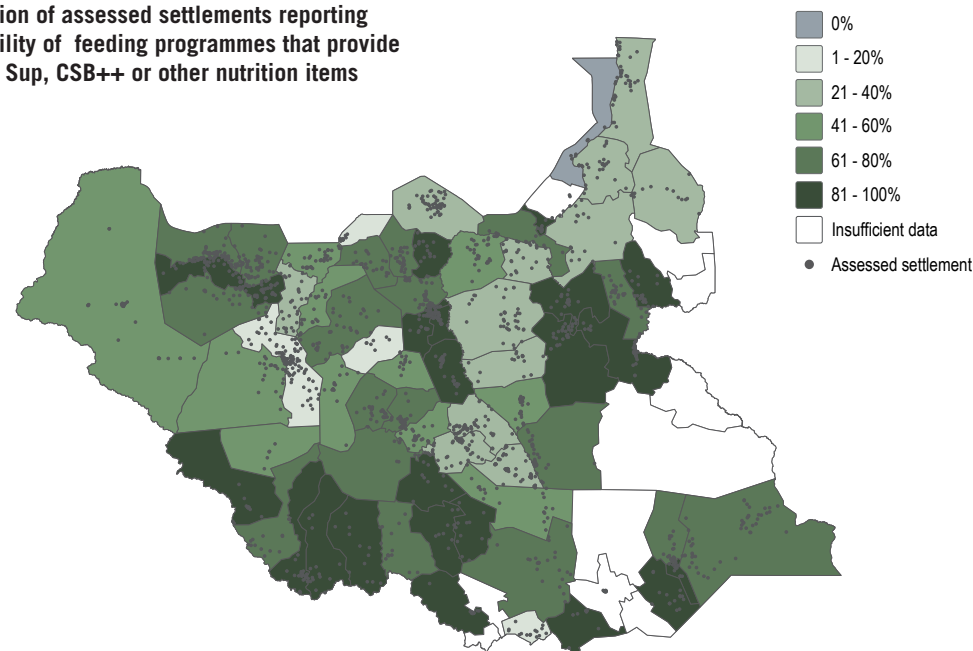 ion of assessed settlements reporting
ility of feeding programmes that provide
Sup, CSB++ or other nutrition items
0%
1 - 20%
21 - 40%
41 - 60%
61 - 80%
81 - 100%
Insufficient data
Assessed settlement